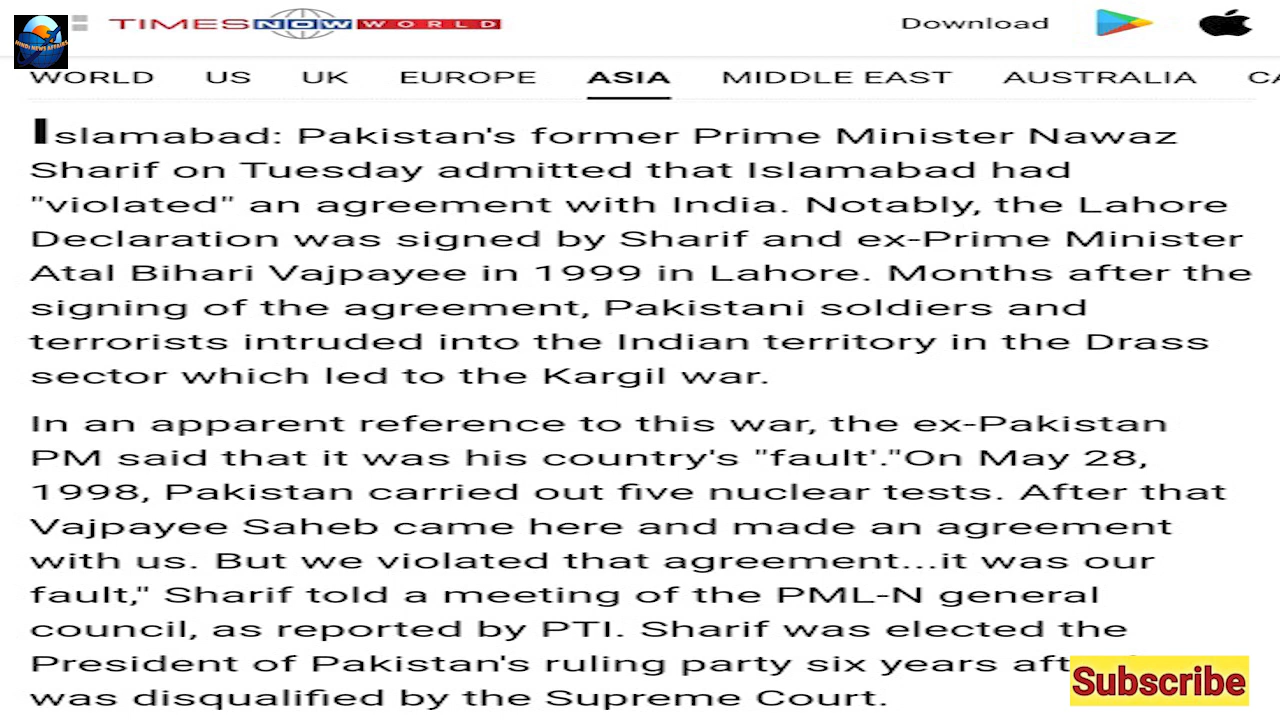 TIMES NOW WORLD
Download
HINDI NEWS AFFAIRS
WORLD US UK EUROPE ASIA MIDDLE EAST AUSTRALIA CA
Islamabad: Pakistan's former Prime Minister Nawaz
Sharif on Tuesday admitted that Islamabad had
"violated" an agreement with India. Notably, the Lahore
Declaration was signed by Sharif and ex-Prime Minister
Atal Bihari Vajpayee in 1999 in Lahore. Months after the
signing of the agreement, Pakistani soldiers and
terrorists intruded into the Indian territory in the Drass
sector which led to the Kargil war.
In an apparent reference to this war, the ex-Pakistan
PM said that it was his country's "fault'."On May 28,
1998, Pakistan carried out five nuclear tests. After that
Vajpayee Saheb came here and made an agreement
with us. But we violated that agreement...it was our
fault," Sharif told a meeting of the PML-N general
council, as reported by PTI. Sharif was elected the
President of Pakistan's ruling party six years
was disqualified by the Supreme Court.
Subscribe